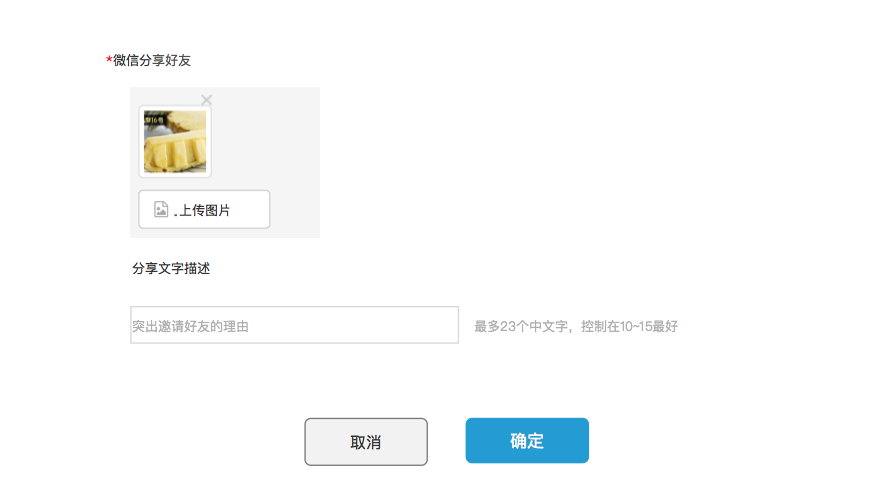 *微信分享好友
上传图片
分享文字描述
突出邀请好友的理由
最多23个中文字，控制在10~15最好
取消
确定